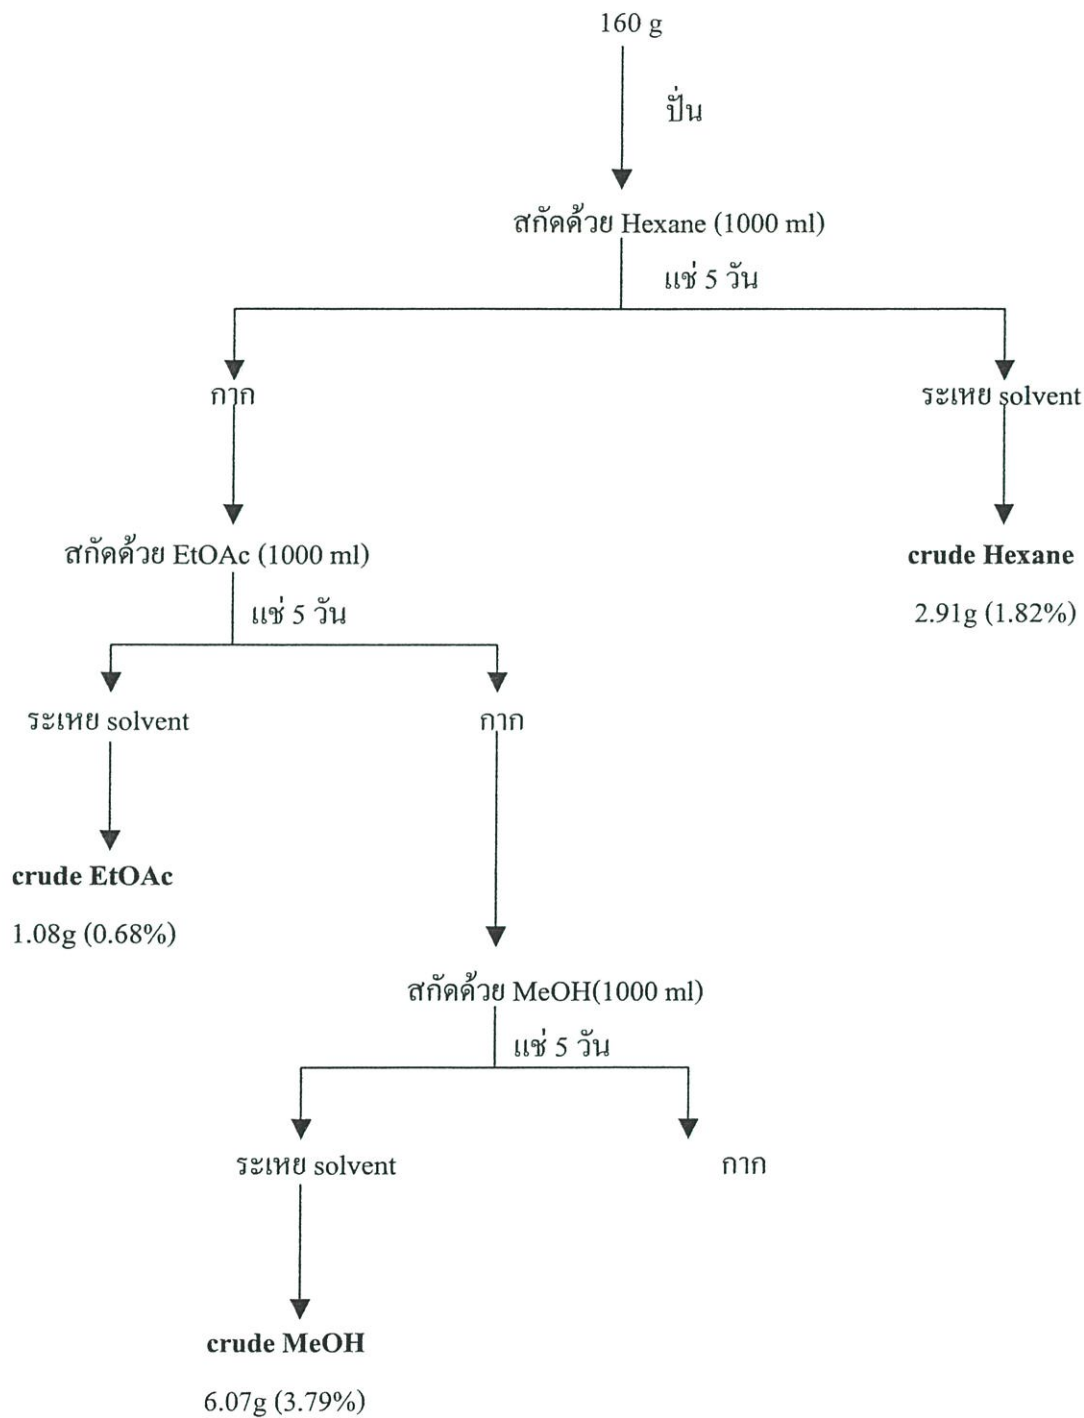 160 g
ปั่น
สกัดด้วย Hexane (1000 ml)
แช่ 5 วัน
กาก
ระเหย solvent
สกัดด้วย EtOAc (1000 ml)
crude Hexane
แช่ 5 วัน
2.91g (1.82%)
ระเหย solvent
กาก
crude EtOAc
1.08g (0.68%)
สกัดด้วย MeOH(1000 ml)
แช่ 5 วัน
ระเหย solvent
กาก
crude MeOH
6.07g (3.79%)